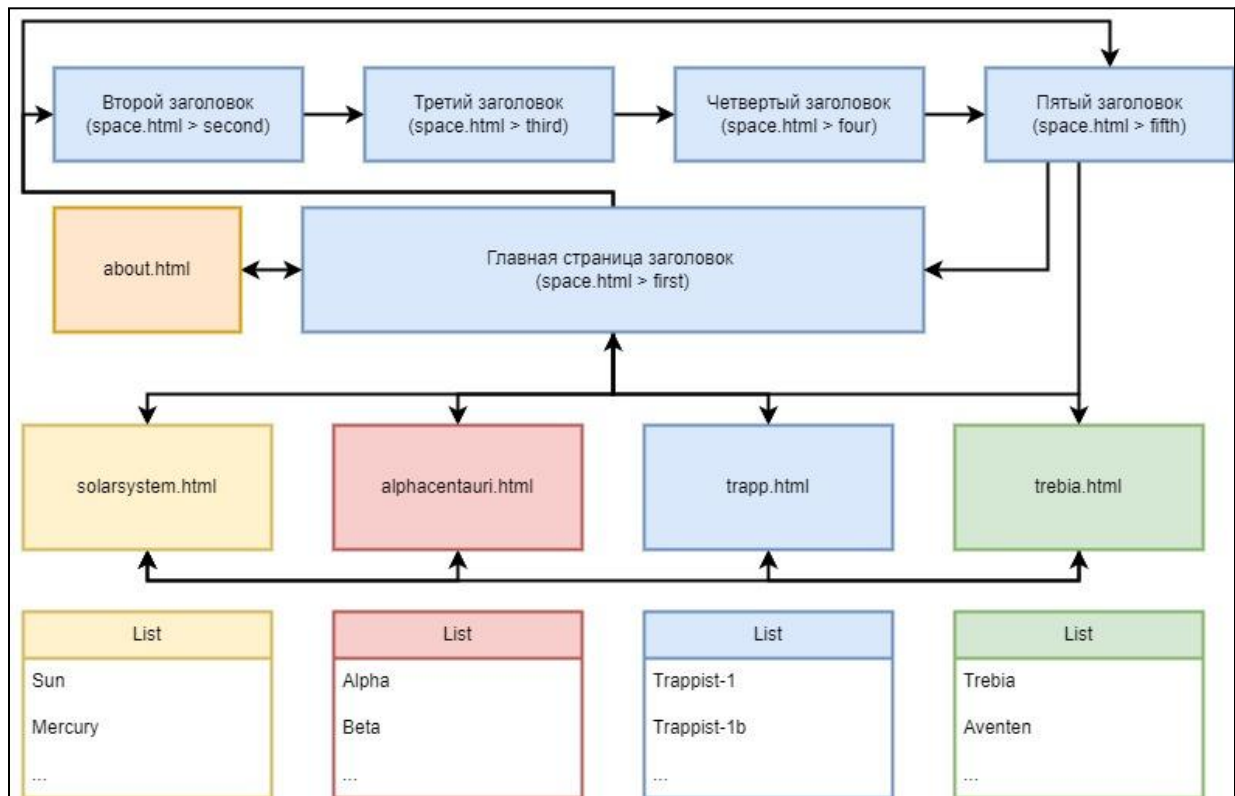 Второй заголовок
(space.html > second)
Третий заголовок
(space.html > third)
Четвертый заголовок
(space.html > four)
Пятый заголовок
(space.html > fifth)
about.html
Главная страница заголовок
(space.html > first)
solarsystem.html
alphacentauri.html
trapp.html
trebia.html
List
Sun
Mercury
...
List
Alpha
Beta
...
List
Trappist-1
Trappist-1b
...
List
Trebia
Aventen
...